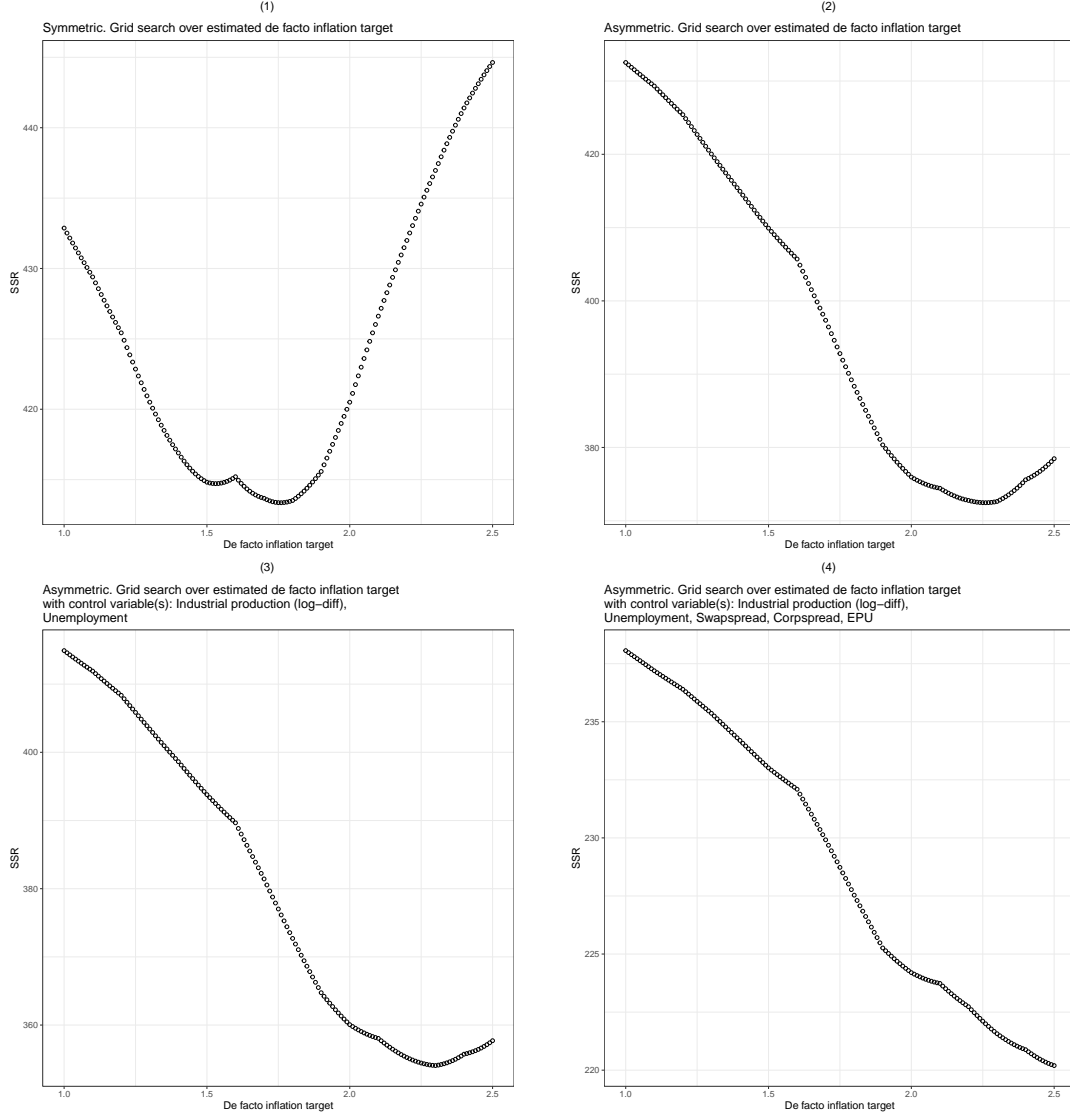 (1)
Symmetric. Grid search over estimated de facto inflation target
440
430
420
SSR
1.0 1.5 2.0 2.5
De facto inflation target
(2)
Asymmetric. Grid search over estimated de facto inflation target
420
400
380
SSR
1.0 1.5 2.0 2.5
De facto inflation target
(3)
Asymmetric. Grid search over estimated de facto inflation target
with control variable(s): Industrial production (log−diff),
Unemployment
400
380
360
SSR
1.0 1.5 2.0 2.5
De facto inflation target
(4)
Asymmetric. Grid search over estimated de facto inflation target
with control variable(s): Industrial production (log−diff),
Unemployment, Swapspread, Corpspread, EPU
235
230
225
220
SSR
1.0 1.5 2.0 2.5
De facto inflation target